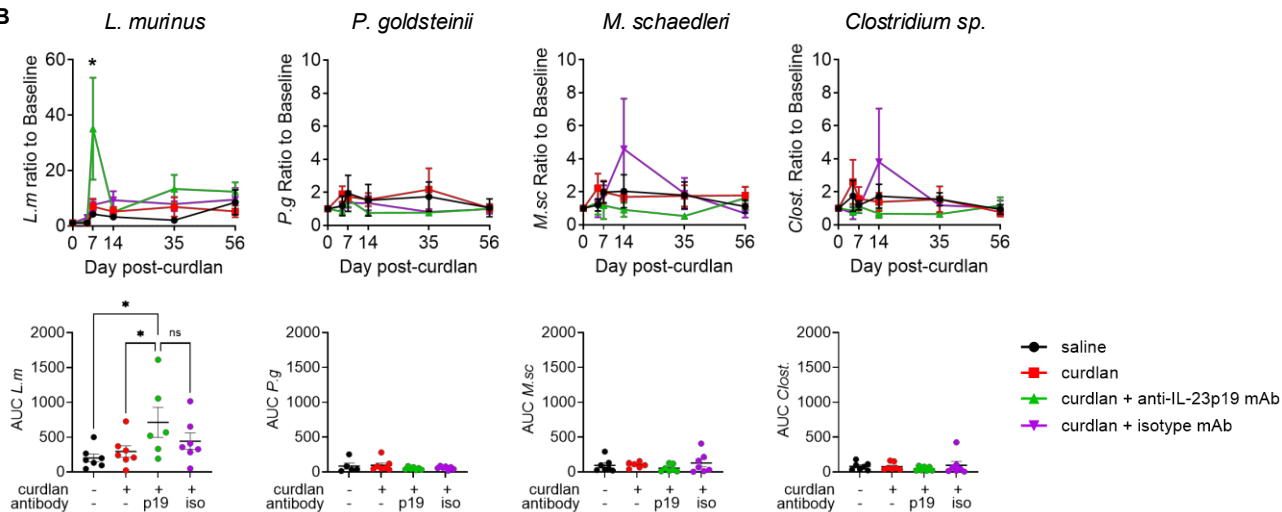 B
L. murinus
P. goldsteinii
M. schaedleri
Clostridium sp.
L.m ratio to Baseline
60
40
20
0
*
0 7 14 35 56
Day post-curdlan
P.g Ratio to Baseline
10
8
6
4
2
0
0 7 14 35 56
Day post-curdlan
M.sc Ratio to Baseline
10
8
6
4
2
0
0 7 14 35 56
Day post-curdlan
Clost. Ratio to Baseline
10
8
6
4
2
0
0 7 14 35 56
Day post-curdlan
AUC L.m
2000
1500
1000
500
0
*
*
ns
curdlan - + + +
antibody - - p19 iso
AUC P.g
2000
1500
1000
500
0
curdlan - + + +
antibody - - p19 iso
AUC M.sc
2000
1500
1000
500
0
curdlan - + + +
antibody - - p19 iso
AUC Clost.
2000
1500
1000
500
0
curdlan - + + +
antibody - - p19 iso
saline
curdlan
curdlan + anti-IL-23p19 mAb
curdlan + isotype mAb